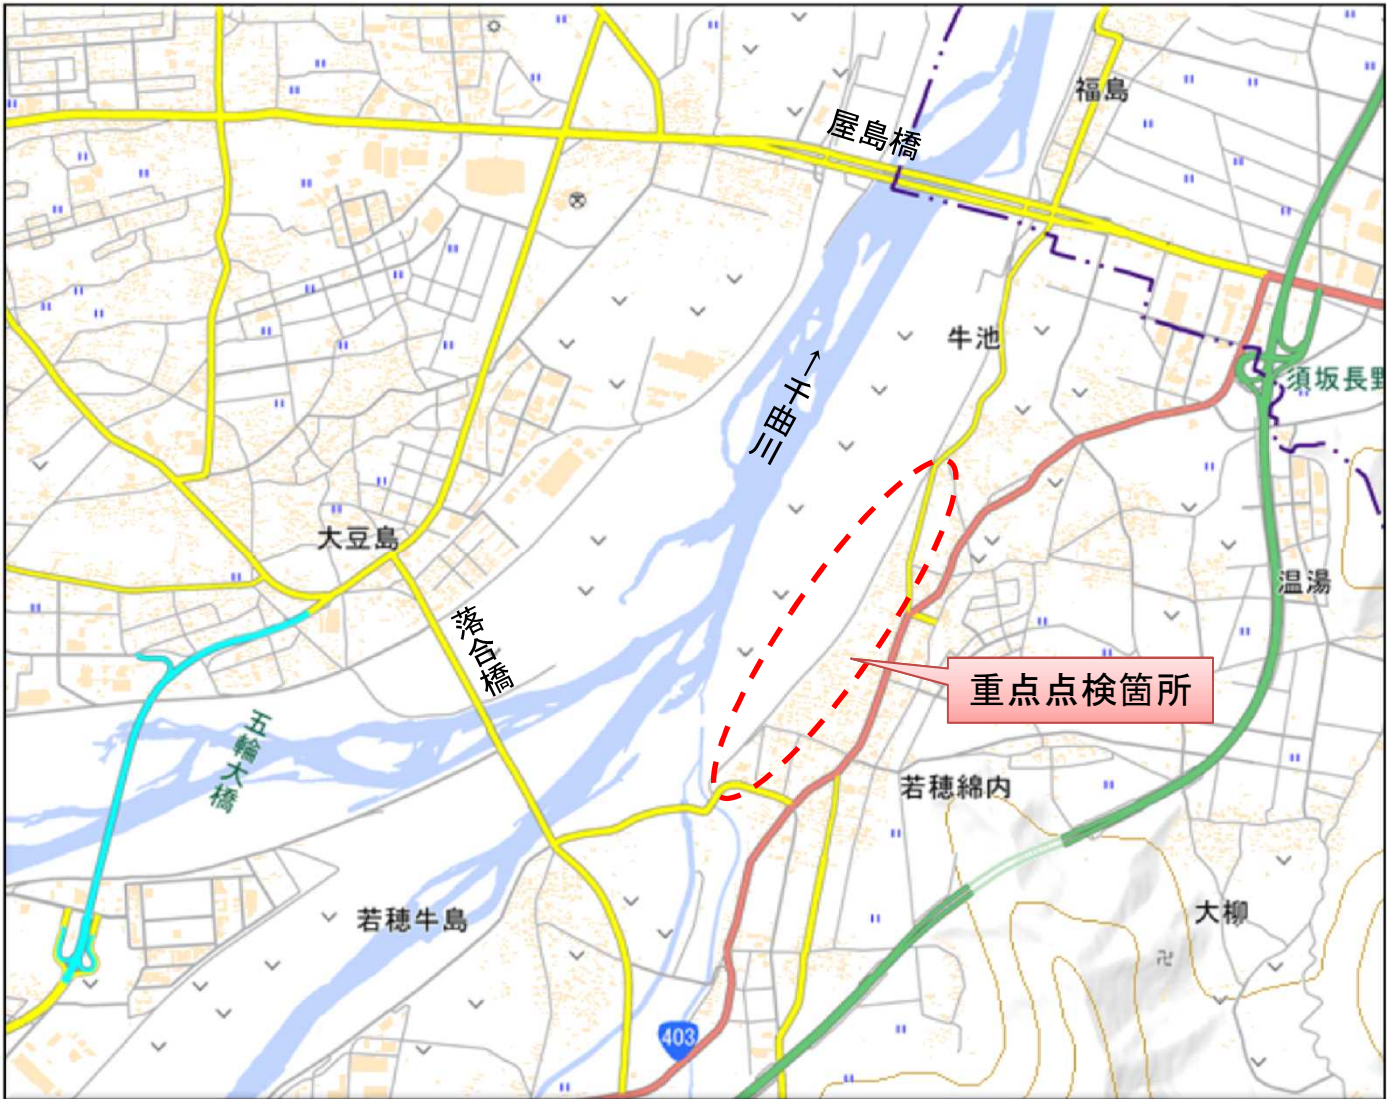 福島
屋島橋
牛池
須坂長野
→千曲川
大豆島
温湯
落合橋
重点点検箇所
五輪大橋
若穂綿内
若穂牛島
大柳
403